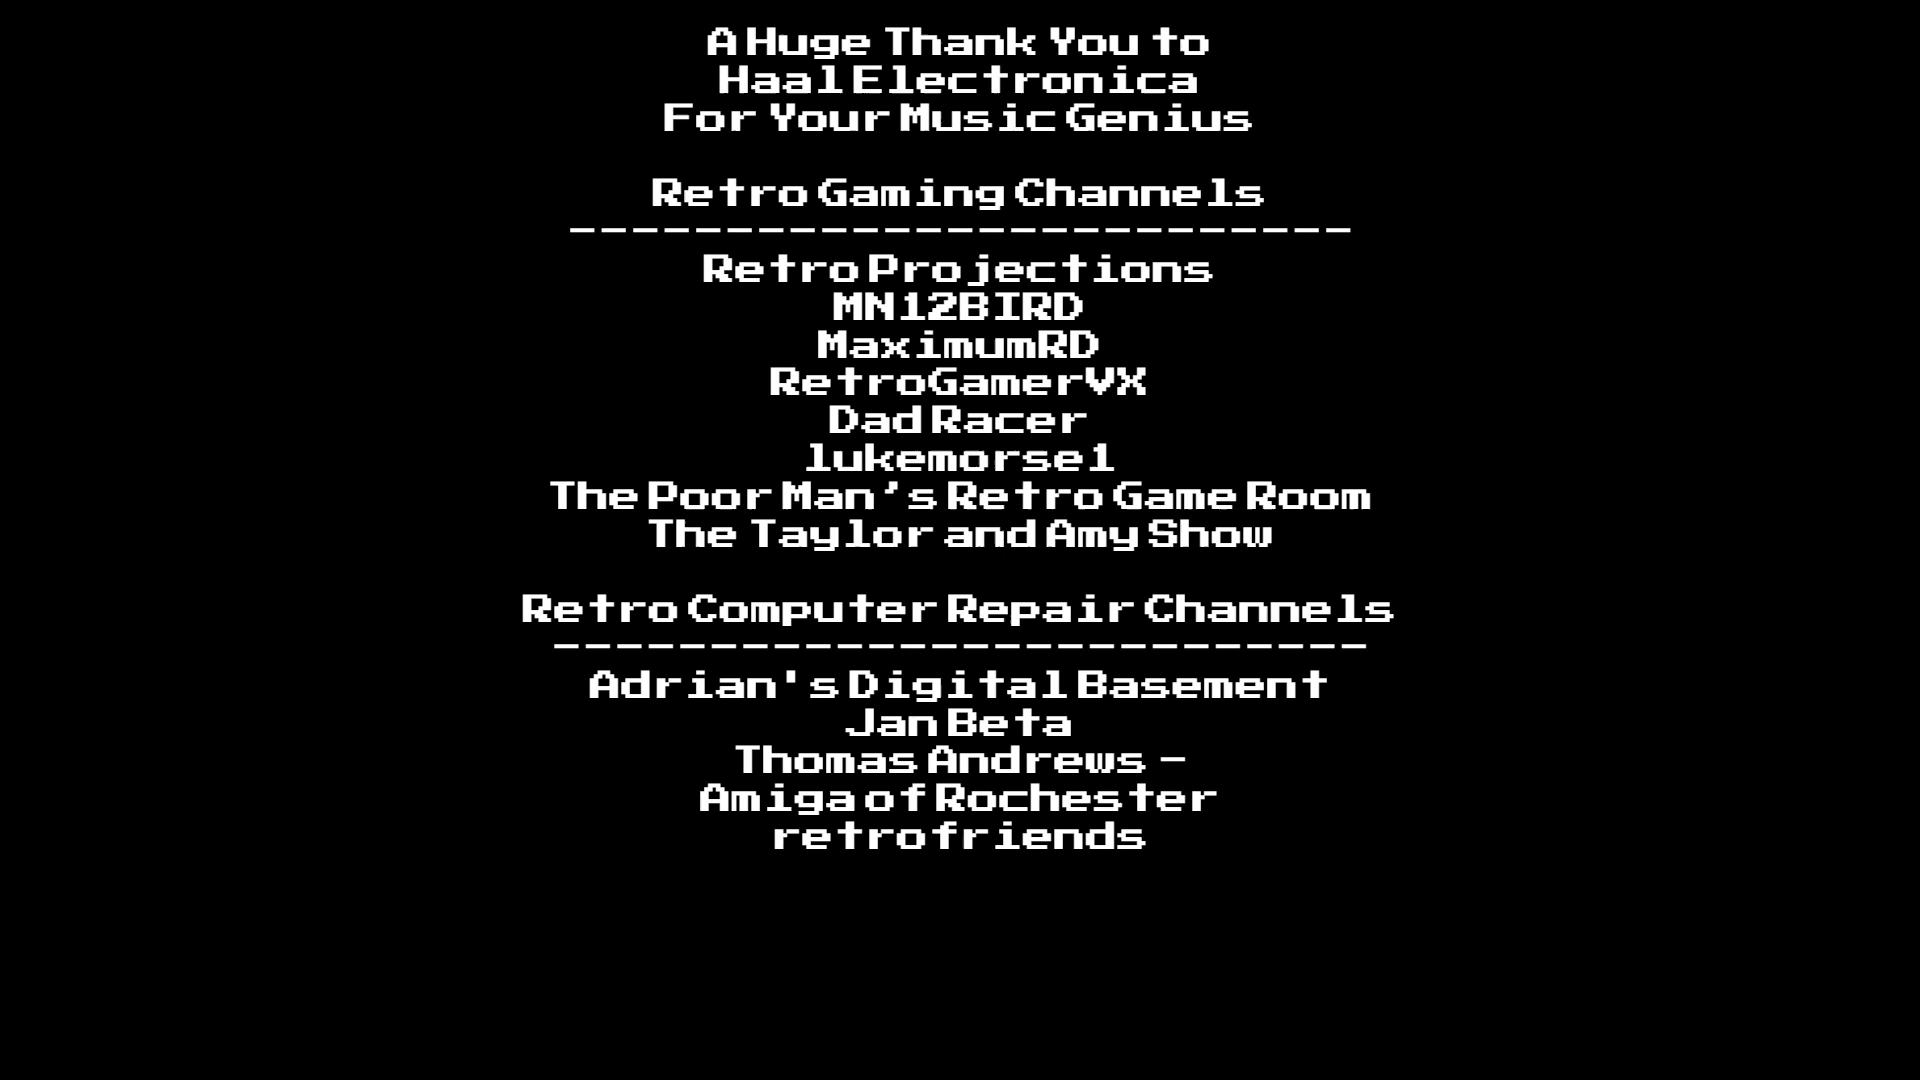 A Huge Thank You to
Haal Electronica
For Your Music Genius
Retro Gaming Channels
-------------------------
Retro Projections
MN12BIRD
MaximumRD
RetroGamerVX
Dad Racer
lukemorse1
The Poor Man’s Retro Game Room
The Taylor and Amy Show
Retro Computer Repair Channels
--------------------------
Adrian's Digital Basement
Jan Beta
Thomas Andrews -
Amiga of Rochester
retrofriends